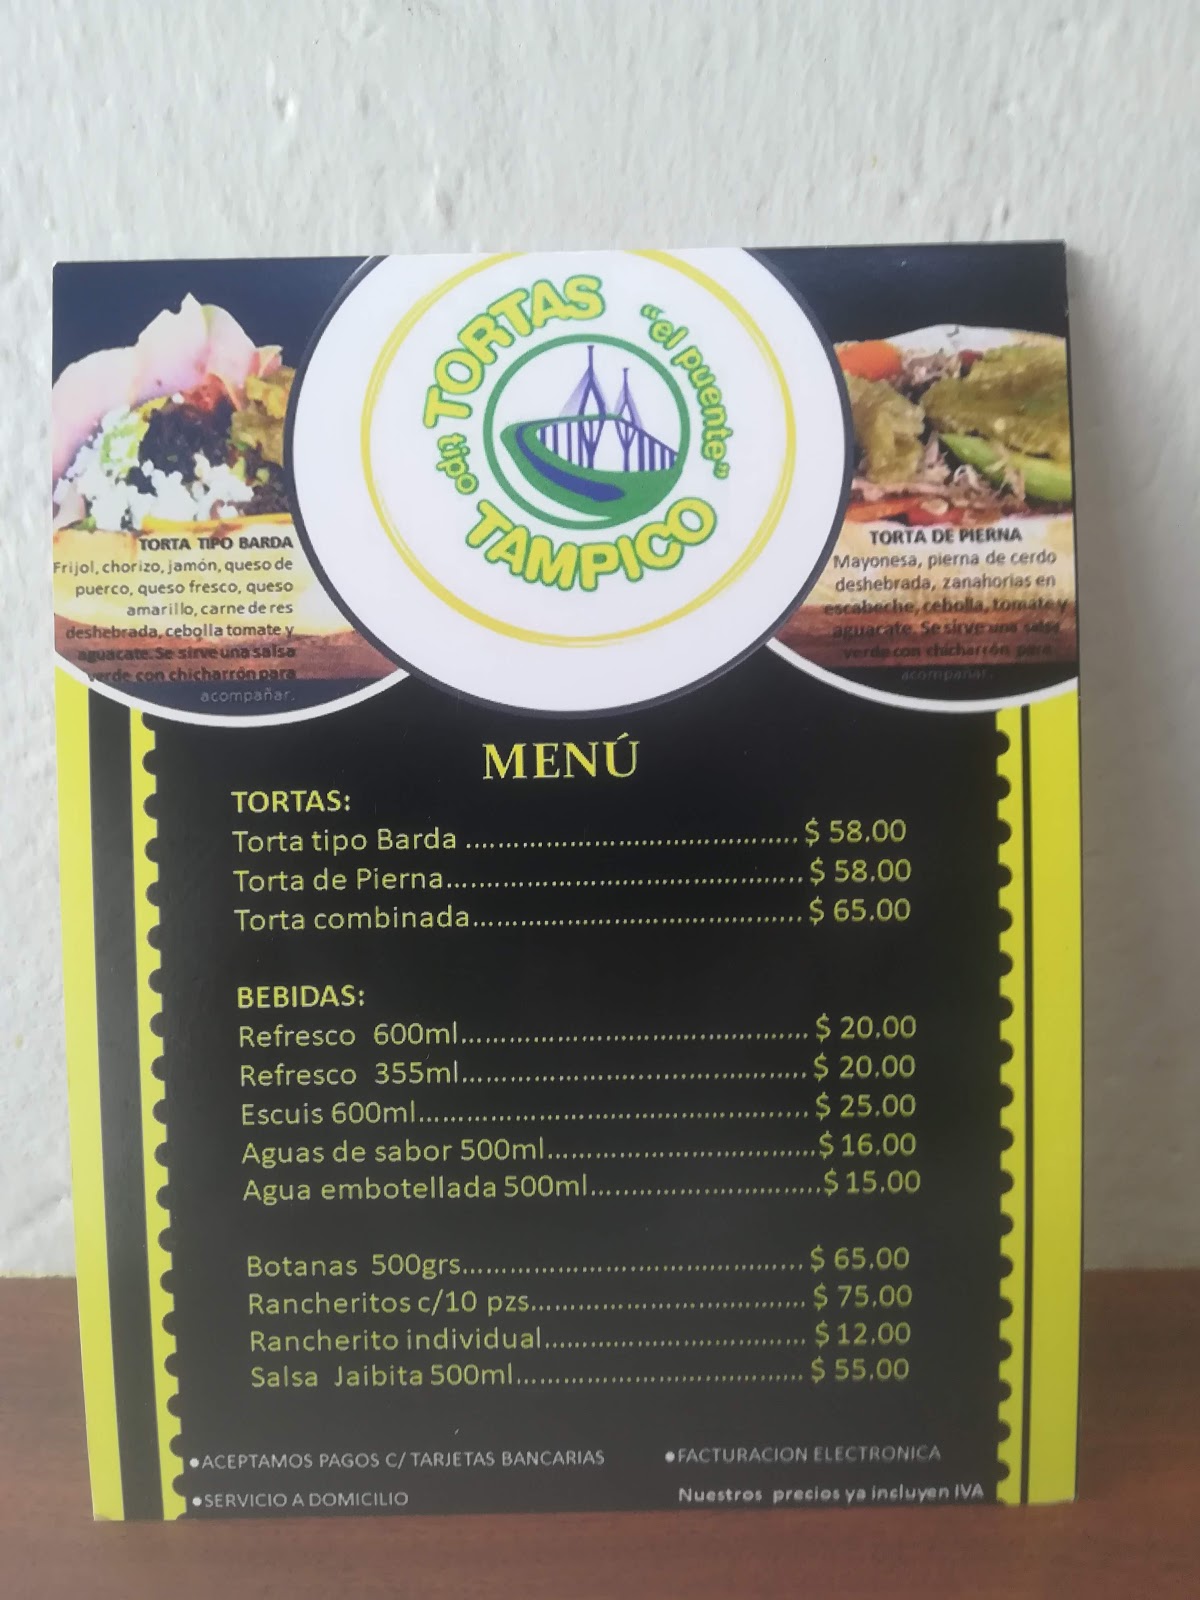 TORTAS
tipo
TAMPICO
"el puente"
TORTA TIPO BARDA
Frijol, chorizo, jamón, queso de
puerco, queso fresco, queso
amarillo, carne de res
deshebrada, cebolla tomate y
aguacate. Se sirve una salsa
verde con chicharrón para
acompañar.
TORTA DE PIERNA
Mayonesa, pierna de cerdo
deshebrada, zanahorias en
escabeche, cebolla, tomate y
aguacate. Se sirve una salsa
verde con chicharrón para
acompañar.
MENÚ
TORTAS:
Torta tipo Barda ........................................ $ 58.00
Torta de Pierna........................................... $ 58.00
Torta combinada........................................ $ 65.00
BEBIDAS:
Refresco 600ml.......................................... $ 20.00
Refresco 355ml.......................................... $ 20.00
Escuis 600ml............................................... $ 25.00
Aguas de sabor 500ml.................................$ 16.00
Agua embotellada 500ml............................$ 15.00
Botanas 500grs......................................... $ 65.00
Rancheritos c/10 pzs................................. $ 75.00
Rancherito individual................................ $ 12.00
Salsa Jaibita 500ml................................... $ 55.00
•ACEPTAMOS PAGOS C/ TARJETAS BANCARIAS
•FACTURACION ELECTRONICA
•SERVICIO A DOMICILIO
Nuestros precios ya incluyen IVA